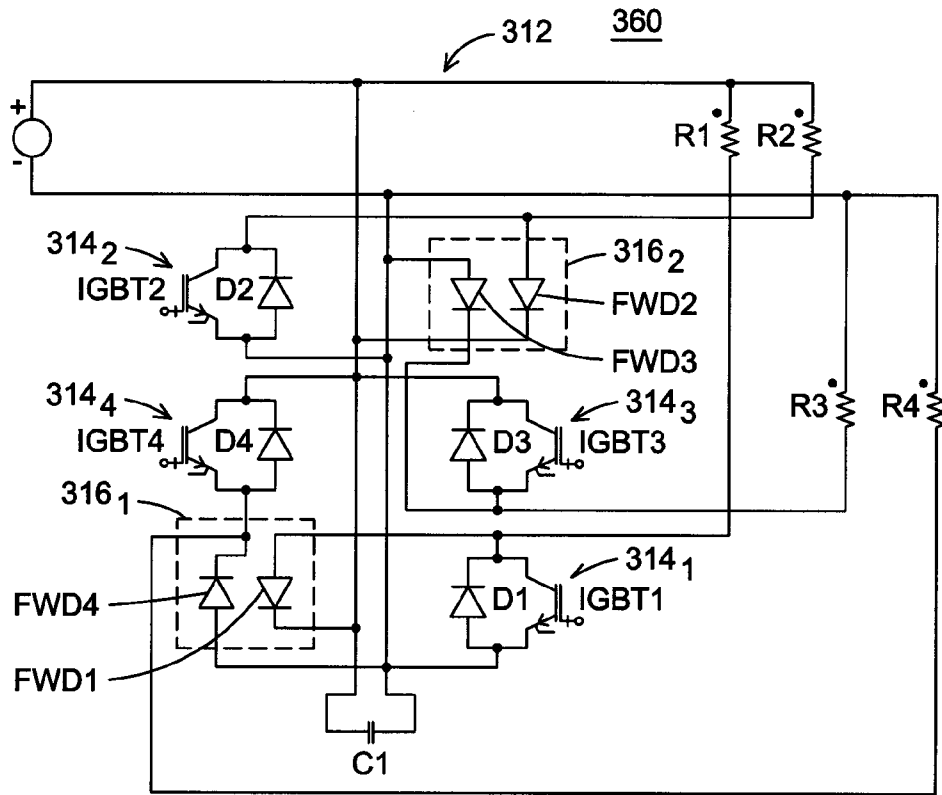 312
360
+
-
R1
R2
314₂
IGBT2
D2
+
316₂
FWD2
FWD3
314₄
IGBT4
D4
+
314₃
D3
IGBT3
+
R3
R4
316₁
314₁
FWD4
D1
IGBT1
+
FWD1
C1